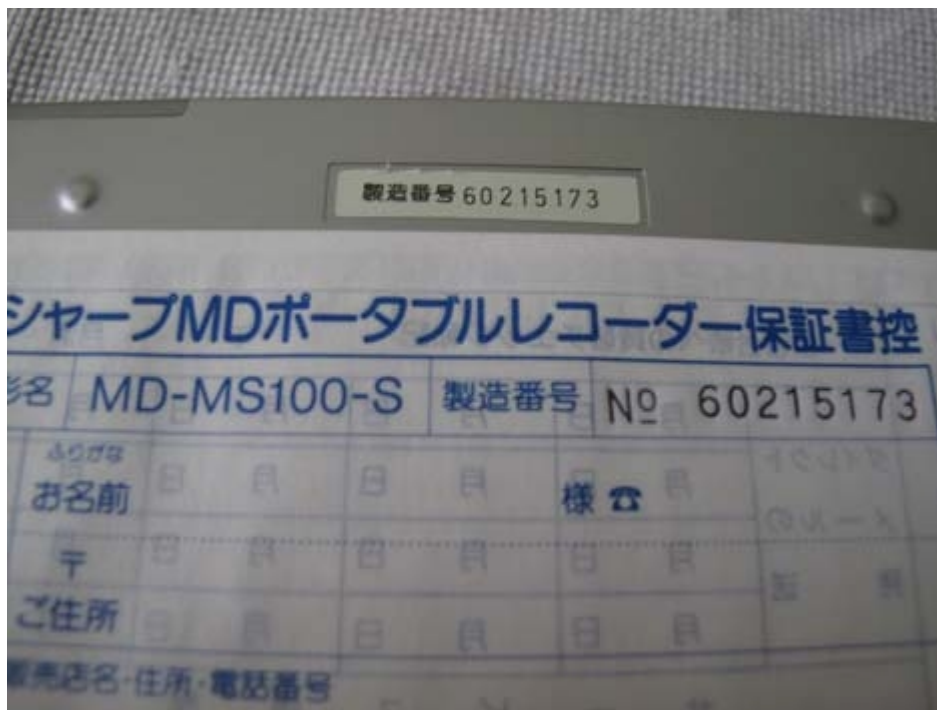 製造番号 60215173
シャープMDポータブルレコーダー保証書控
形名 MD-MS100-S 製造番号 Nº 60215173
ふりがな
お名前 様 ☎
〒
ご住所
販売店名・住所・電話番号